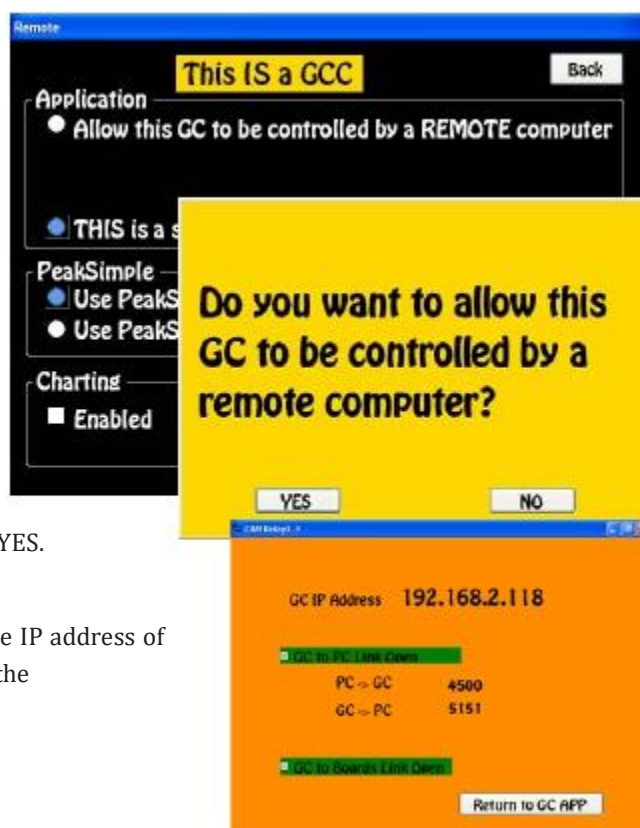 Remote
This IS a GCC
Back
Application
Allow this GC to be controlled by a REMOTE computer
THIS is a s
PeakSimple
Use PeakS
Use PeakS
Charting
Enabled
Do you want to allow this
GC to be controlled by a
remote computer?
YES
NO
YES.
e IP address of
the
GC IP Address 192.168.2.118
GC to PC Link Open
PC -> GC 4500
GC -> PC 5151
GC to Boards Link Open
Return to GC APP